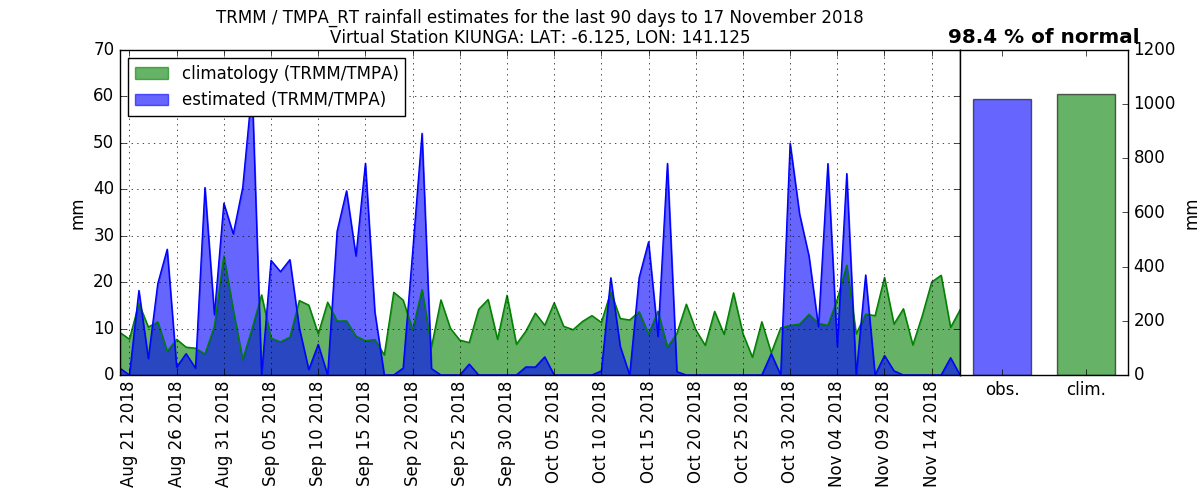 TRMM / TMPA_RT rainfall estimates for the last 90 days to 17 November 2018
Virtual Station KIUNGA: LAT: -6.125, LON: 141.125
98.4 % of normal
climatology (TRMM/TMPA)
estimated (TRMM/TMPA)
70
60
50
40
30
20
10
0
mm
1200
1000
800
600
400
200
0
mm
obs.
clim.
Aug 21 2018
Aug 26 2018
Aug 31 2018
Sep 05 2018
Sep 10 2018
Sep 15 2018
Sep 20 2018
Sep 25 2018
Sep 30 2018
Oct 05 2018
Oct 10 2018
Oct 15 2018
Oct 20 2018
Oct 25 2018
Oct 30 2018
Nov 04 2018
Nov 09 2018
Nov 14 2018